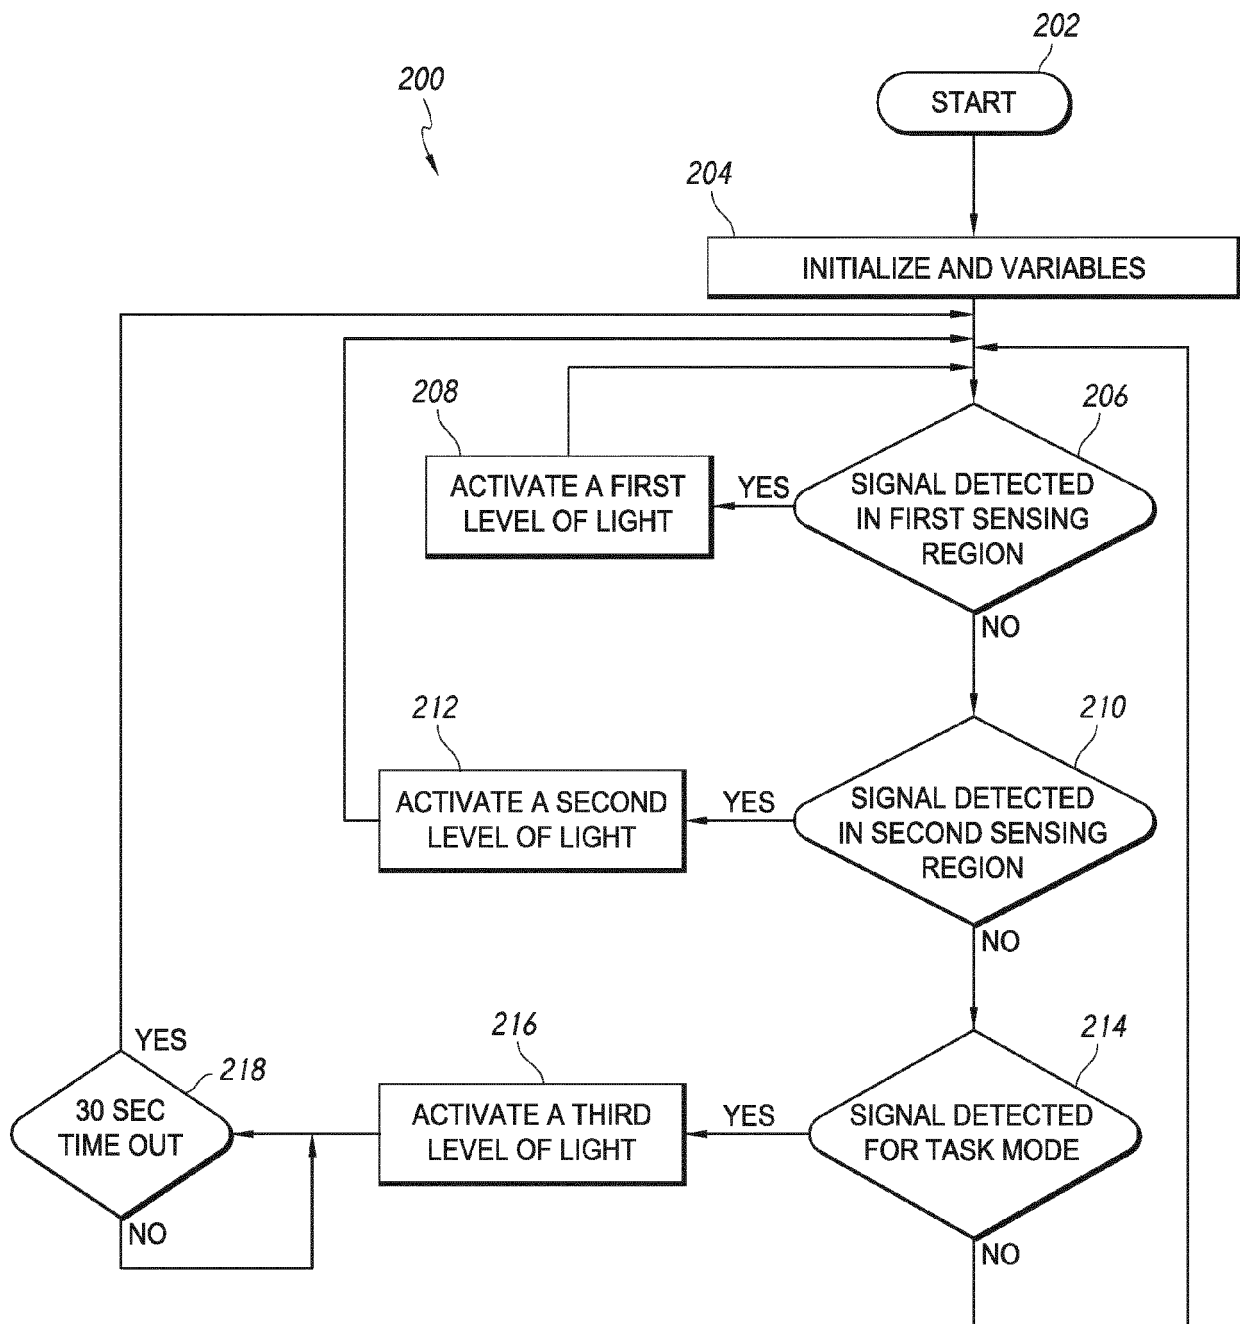 202
200
START
204
INITIALIZE AND VARIABLES
208
206
ACTIVATE A FIRST
LEVEL OF LIGHT
YES
SIGNAL DETECTED
IN FIRST SENSING
REGION
NO
212
210
ACTIVATE A SECOND
LEVEL OF LIGHT
YES
SIGNAL DETECTED
IN SECOND SENSING
REGION
NO
216
214
YES
218
30 SEC
TIME OUT
NO
ACTIVATE A THIRD
LEVEL OF LIGHT
YES
SIGNAL DETECTED
FOR TASK MODE
NO